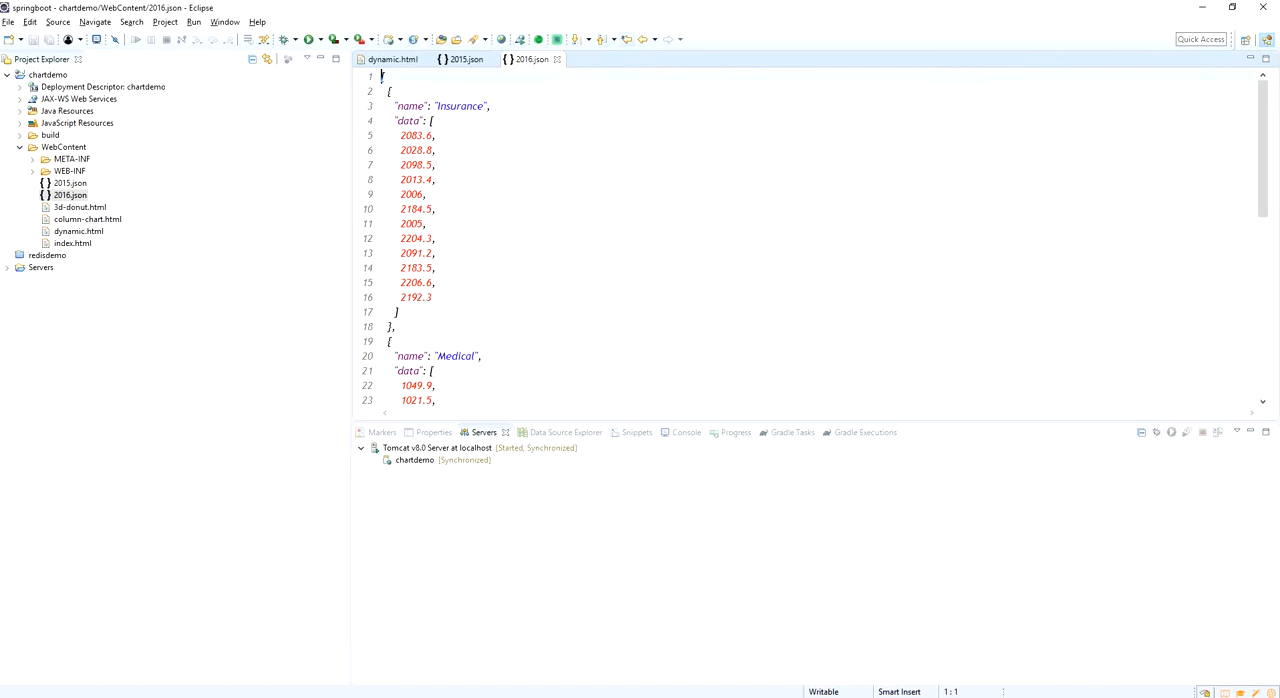 springboot - chartdemo/WebContent/2016.json - Eclipse
File Edit Source Navigate Search Project Run Window Help
Quick Access
Project Explorer
chartdemo
Deployment Descriptor: chartdemo
JAX-WS Web Services
Java Resources
JavaScript Resources
build
WebContent
META-INF
WEB-INF
{ } 2015.json
{ } 2016.json
3d-donut.html
column-chart.html
dynamic.html
index.html
redisdemo
Servers
dynamic.html { } 2015.json { } 2016.json
1 [
2 {
3 "name": "Insurance",
4 "data": [
5 2083.6,
6 2028.8,
7 2098.5,
8 2013.4,
9 2006,
10 2184.5,
11 2005,
12 2204.3,
13 2091.2,
14 2183.5,
15 2206.6,
16 2192.3
17 ]
18 },
19 {
20 "name": "Medical",
21 "data": [
22 1049.9,
23 1021.5,
Markers Properties Servers Data Source Explorer Snippets Console Progress Gradle Tasks Gradle Executions
Tomcat v8.0 Server at localhost [Started, Synchronized]
chartdemo [Synchronized]
Writable Smart Insert 1 : 1